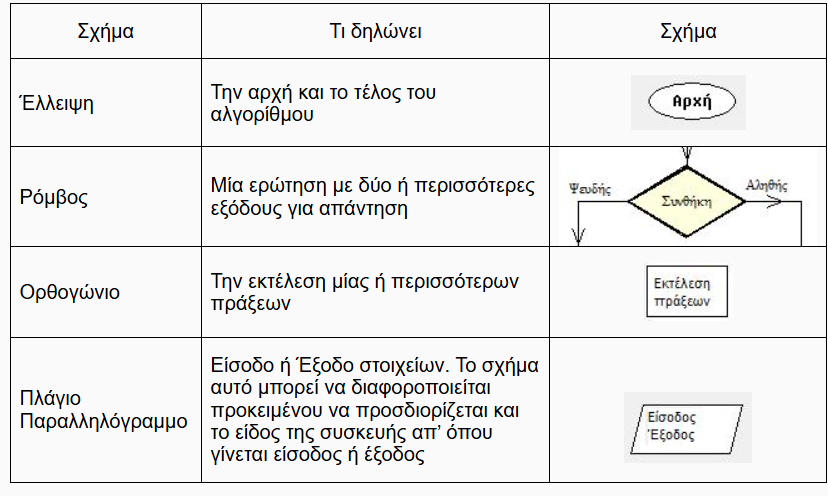 Σχήμα
Τι δηλώνει
Σχήμα
Έλλειψη
Την αρχή και το τέλος του
αλγορίθμου
Αρχή
Ρόμβος
Μία ερώτηση με δύο ή περισσότερες
εξόδους για απάντηση
Ψευδής
Συνθήκη
Αληθής
Ορθογώνιο
Την εκτέλεση μίας ή περισσότερων
πράξεων
Εκτέλεση
πράξεων
Πλάγιο
Παραλληλόγραμμο
Είσοδο ή Έξοδο στοιχείων. Το σχήμα
αυτό μπορεί να διαφοροποιείται
προκειμένου να προσδιορίζεται και
το είδος της συσκευής απ’ όπου
γίνεται είσοδος ή έξοδος
Είσοδος
Έξοδος